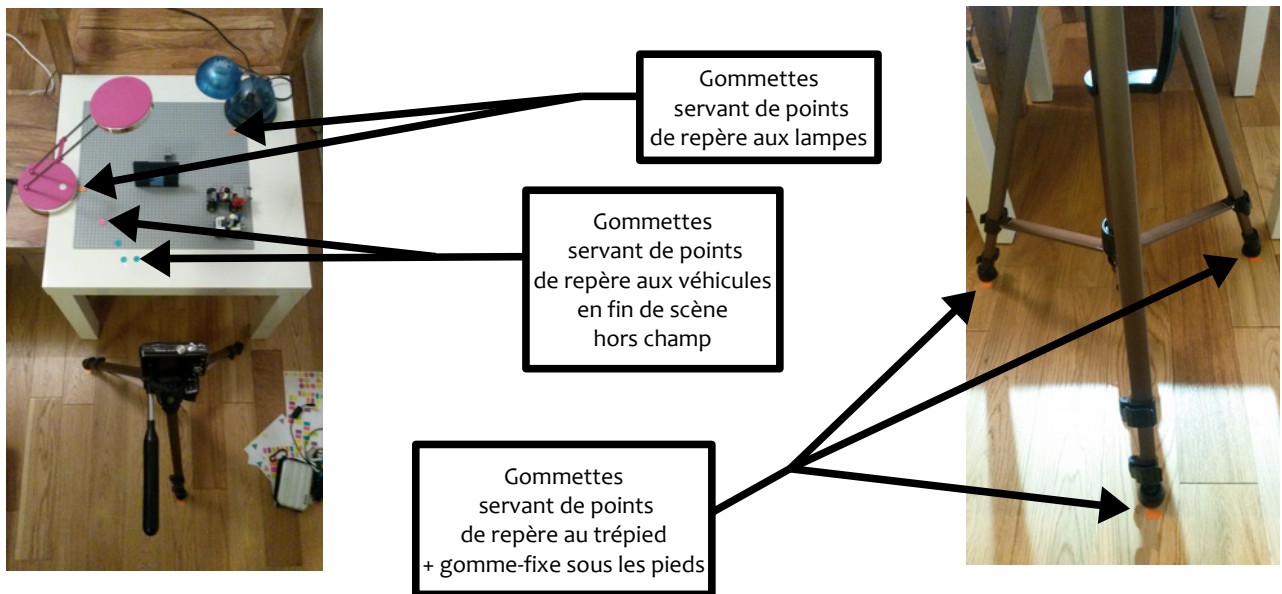 Gommettes
servant de points
de repère aux lampes
Gommettes
servant de points
de repère aux véhicules
en fin de scène
hors champ
Gommettes
servant de points
de repère au trépied
+ gomme-fixe sous les pieds